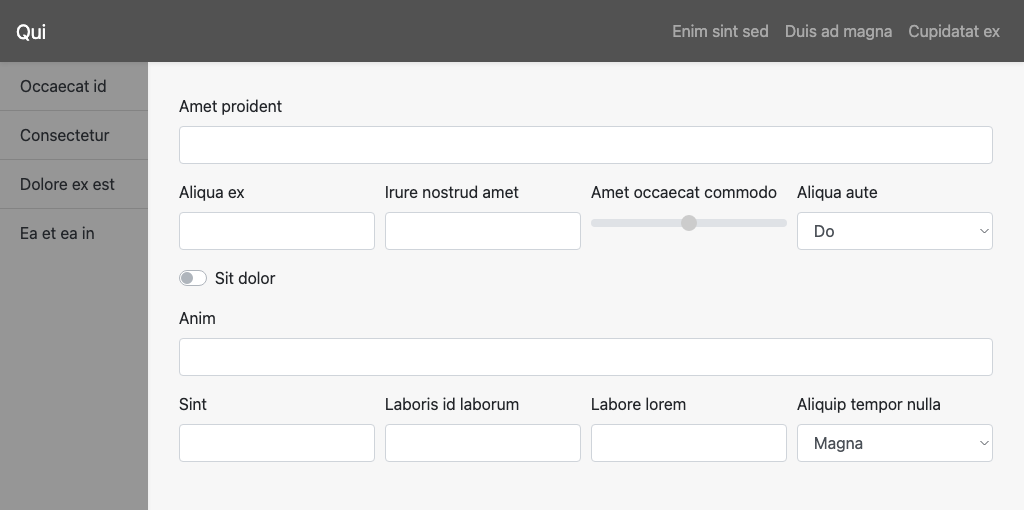 Qui
Enim sint sed
Duis ad magna
Cupidatat ex
Occaecat id
Consectetur
Dolore ex est
Ea et ea in
Amet proident
Aliqua ex
Irure nostrud amet
Amet occaecat commodo
Aliqua aute
Do
Sit dolor
Anim
Sint
Laboris id laborum
Labore lorem
Aliquip tempor nulla
Magna